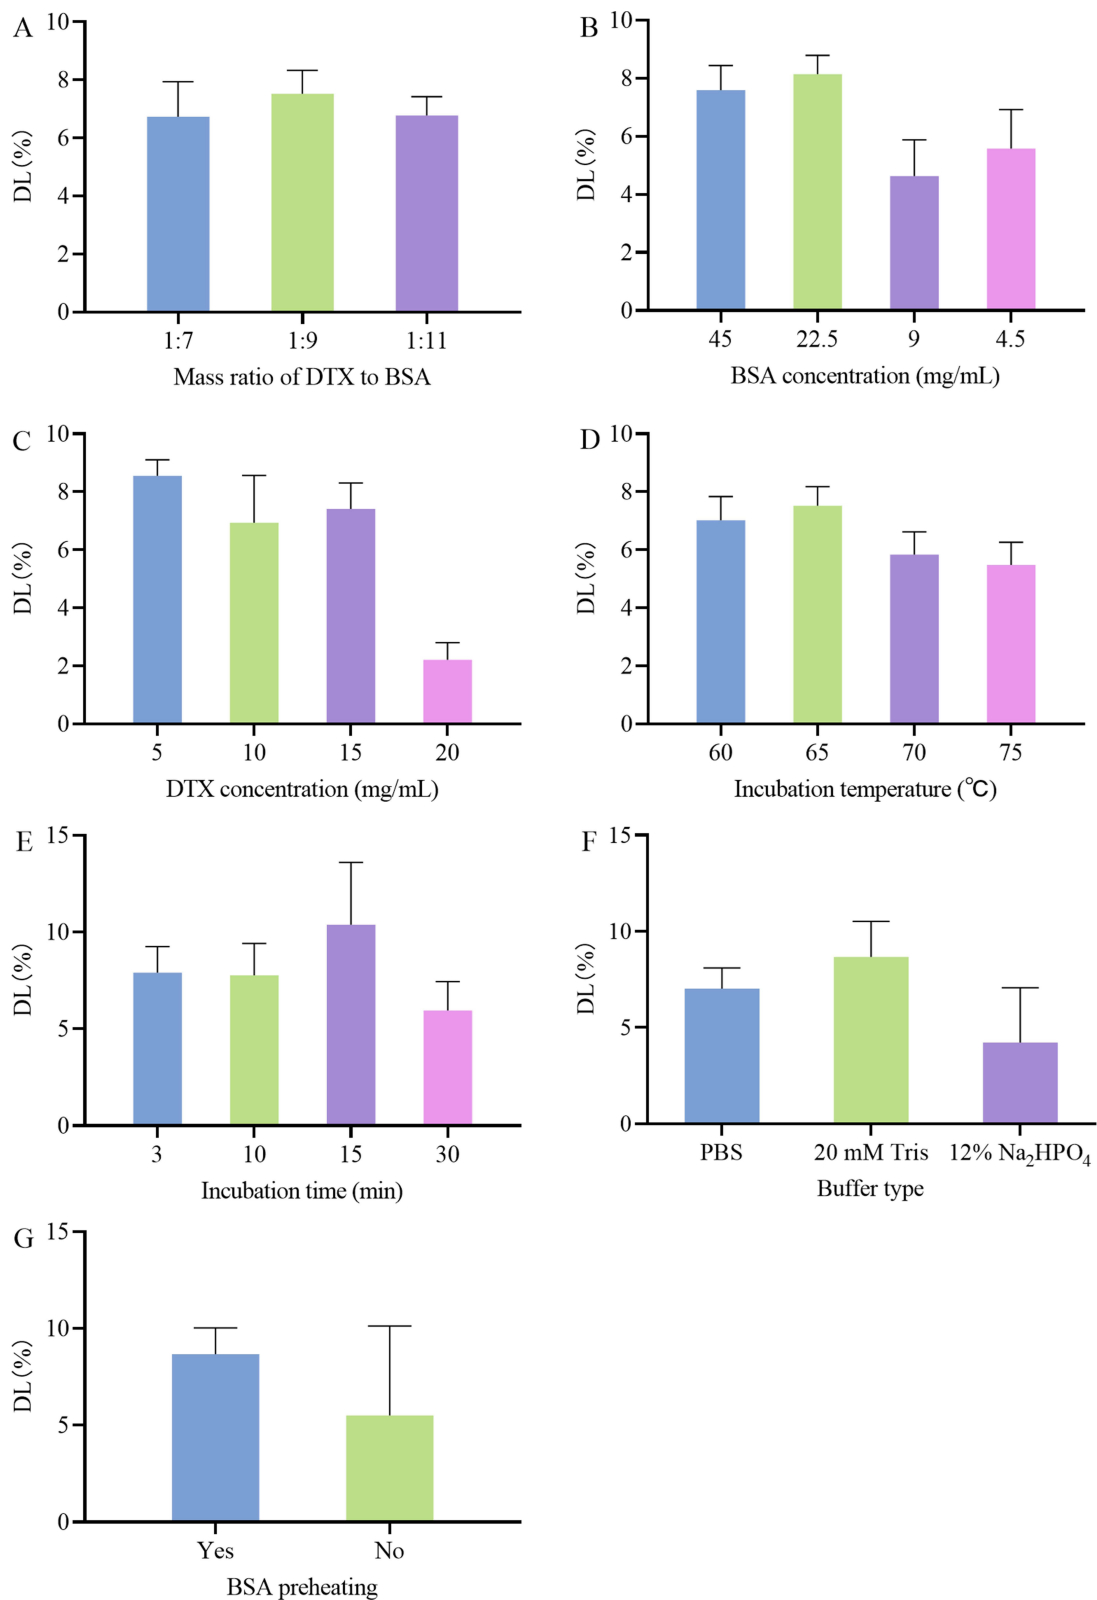 A
DL(%)
10
8
6
4
2
0
1:7 1:9 1:11
Mass ratio of DTX to BSA
B
DL(%)
10
8
6
4
2
0
45 22.5 9 4.5
BSA concentration (mg/mL)
C
DL(%)
10
8
6
4
2
0
5 10 15 20
DTX concentration (mg/mL)
D
DL(%)
10
8
6
4
2
0
60 65 70 75
Incubation temperature (℃)
E
DL(%)
15
10
5
0
3 10 15 30
Incubation time (min)
F
DL(%)
15
10
5
0
PBS 20 mM Tris 12% Na₂HPO₄
Buffer type
G
DL(%)
15
10
5
0
Yes No
BSA preheating